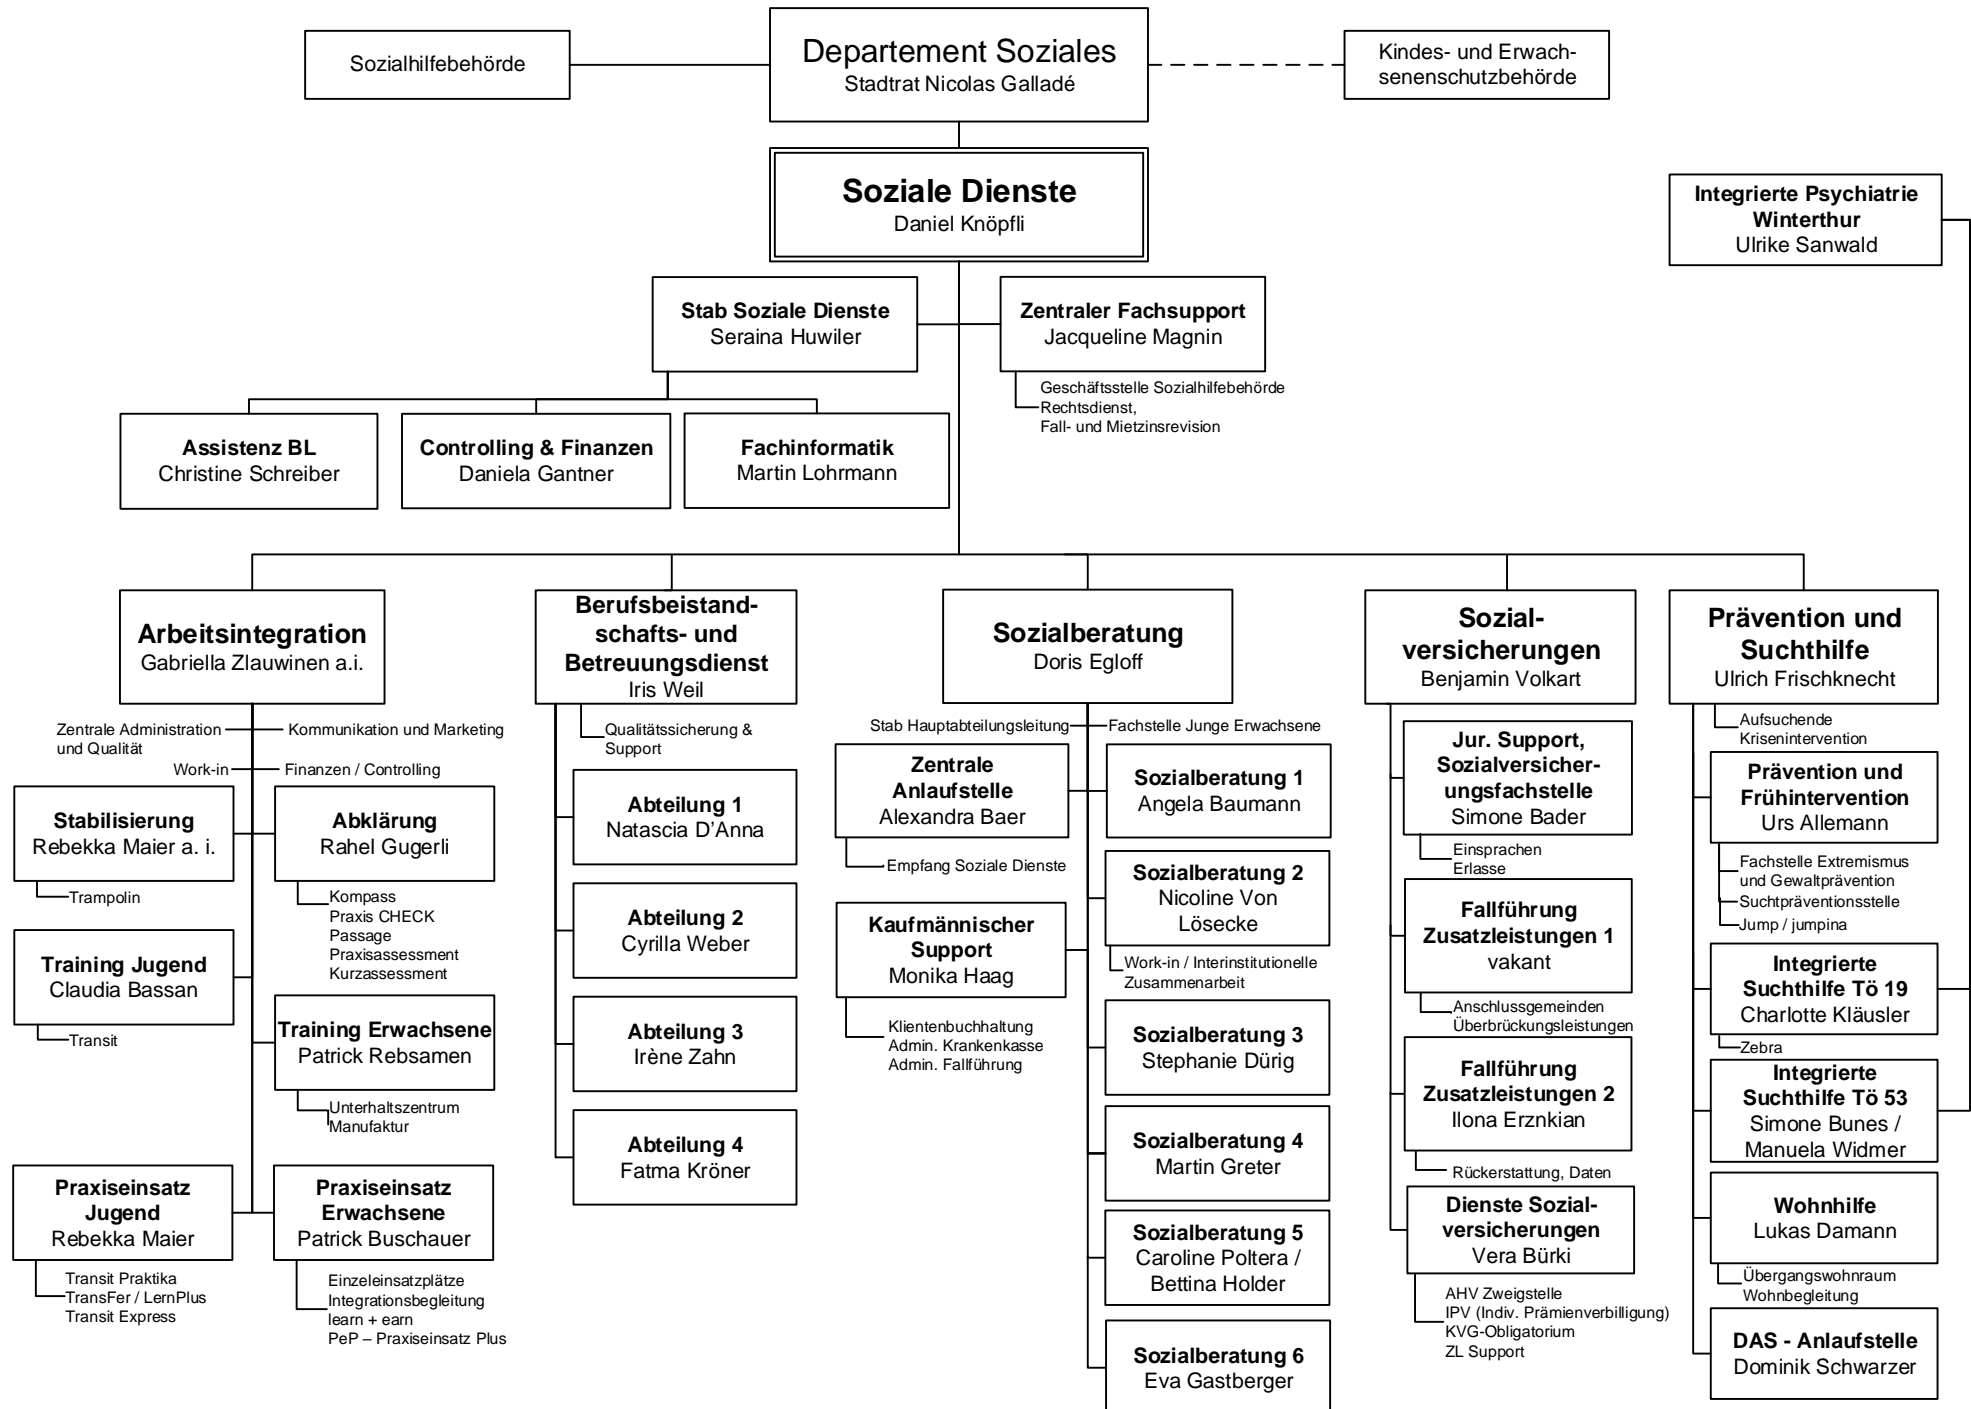 Sozialhilfebehörde
Departement Soziales
Stadtrat Nicolas Galladé
Kindes- und Erwach-
senenschutzbehörde
Soziale Dienste
Daniel Knöpfli
Integrierte Psychiatrie
Winterthur
Ulrike Sanwald
Stab Soziale Dienste
Seraina Huwiler
Zentraler Fachsupport
Jacqueline Magnin
Geschäftsstelle Sozialhilfebehörde
Rechtsdienst,
Fall- und Mietzinsrevision
Assistenz BL
Christine Schreiber
Controlling & Finanzen
Daniela Gantner
Fachinformatik
Martin Lohrmann
Arbeitsintegration
Gabriella Zlauwinen a.i.
Zentrale Administration
und Qualität
Kommunikation und Marketing
Work-in
Finanzen / Controlling
Stabilisierung
Rebekka Maier a. i.
Trampolin
Abklärung
Rahel Gugerli
Kompass
Praxis CHECK
Passage
Praxisassessment
Kurzassessment
Training Jugend
Claudia Bassan
Transit
Training Erwachsene
Patrick Rebsamen
Unterhaltszentrum
Manufaktur
Praxiseinsatz
Jugend
Rebekka Maier
Transit Praktika
TransFer / LernPlus
Transit Express
Praxiseinsatz
Erwachsene
Patrick Buschauer
Einzeleinsatzplätze
Integrationsbegleitung
learn + earn
PeP – Praxiseinsatz Plus
Berufsbeistand-
schafts- und
Betreuungsdienst
Iris Weil
Qualitätssicherung &
Support
Abteilung 1
Natascia D’Anna
Abteilung 2
Cyrilla Weber
Abteilung 3
Irène Zahn
Abteilung 4
Fatma Kröner
Sozialberatung
Doris Egloff
Stab Hauptabteilungsleitung
Fachstelle Junge Erwachsene
Zentrale
Anlaufstelle
Alexandra Baer
Empfang Soziale Dienste
Kaufmännischer
Support
Monika Haag
Klientenbuchhaltung
Admin. Krankenkasse
Admin. Fallführung
Sozialberatung 1
Angela Baumann
Sozialberatung 2
Nicoline Von
Lösecke
Work-in / Interinstitutionelle
Zusammenarbeit
Sozialberatung 3
Stephanie Dürig
Sozialberatung 4
Martin Greter
Sozialberatung 5
Caroline Poltera /
Bettina Holder
Sozialberatung 6
Eva Gastberger
Sozial-
versicherungen
Benjamin Volkart
Jur. Support,
Sozialversicher-
ungsfachstelle
Simone Bader
Einsprachen
Erlasse
Fallführung
Zusatzleistungen 1
vakant
Anschlussgemeinden
Überbrückungsleistungen
Fallführung
Zusatzleistungen 2
Ilona Erznkian
Rückerstattung, Daten
Dienste Sozial-
versicherungen
Vera Bürki
AHV Zweigstelle
IPV (Indiv. Prämienverbilligung)
KVG-Obligatorium
ZL Support
Prävention und
Suchthilfe
Ulrich Frischknecht
Aufsuchende
Krisenintervention
Prävention und
Frühintervention
Urs Allemann
Fachstelle Extremismus
und Gewaltprävention
Suchtpräventionsstelle
Jump / jumpina
Integrierte
Suchthilfe Tö 19
Charlotte Kläusler
Zebra
Integrierte
Suchthilfe Tö 53
Simone Bunes /
Manuela Widmer
Wohnhilfe
Lukas Damann
Übergangswohnraum
Wohnbegleitung
DAS - Anlaufstelle
Dominik Schwarzer